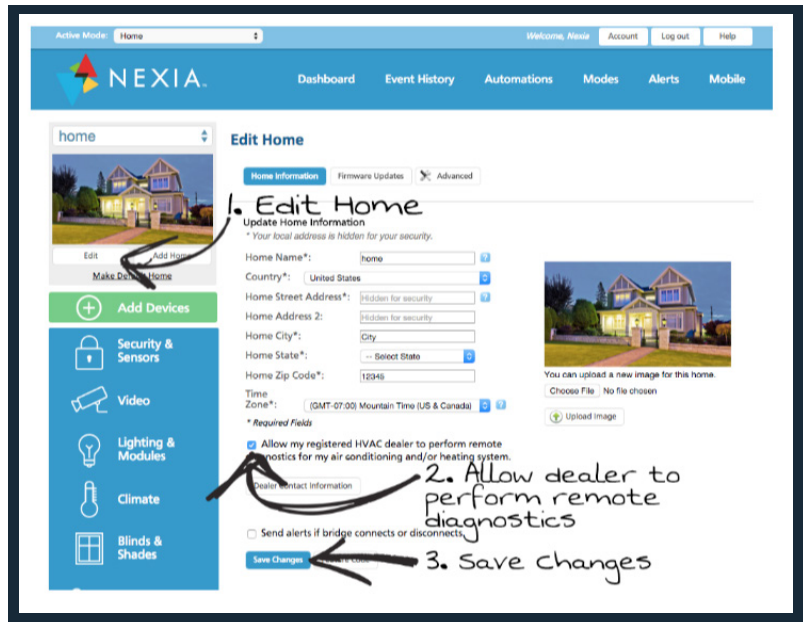 Active Mode: Home
Welcome, Nexia Account Log out Help
NEXIA
Dashboard Event History Automations Modes Alerts Mobile
home
Edit Add Home
Make Default Home
Add Devices
Security &
Sensors
Video
Lighting &
Modules
Climate
Blinds &
Shades
Edit Home
Home Information Firmware Updates Advanced
1. Edit Home
Update Home Information
* Your local address is hidden for your security.
Home Name*: home
Country*: United States
Home Street Address*: Hidden for security
Home Address 2: Hidden for security
Home City*: City
Home State*: -- Select State
Home Zip Code*: 12345
Time
Zone*: (GMT-07:00) Mountain Time (US & Canada)
* Required Fields
You can upload a new image for this home.
Choose File No file chosen
Upload Image
Allow my registered HVAC dealer to perform remote
diagnostics for my air conditioning and/or heating system.
Dealer Contact Information
2. Allow dealer to
perform remote
diagnostics
Send alerts if bridge connects or disconnects
Save Changes
3. Save Changes